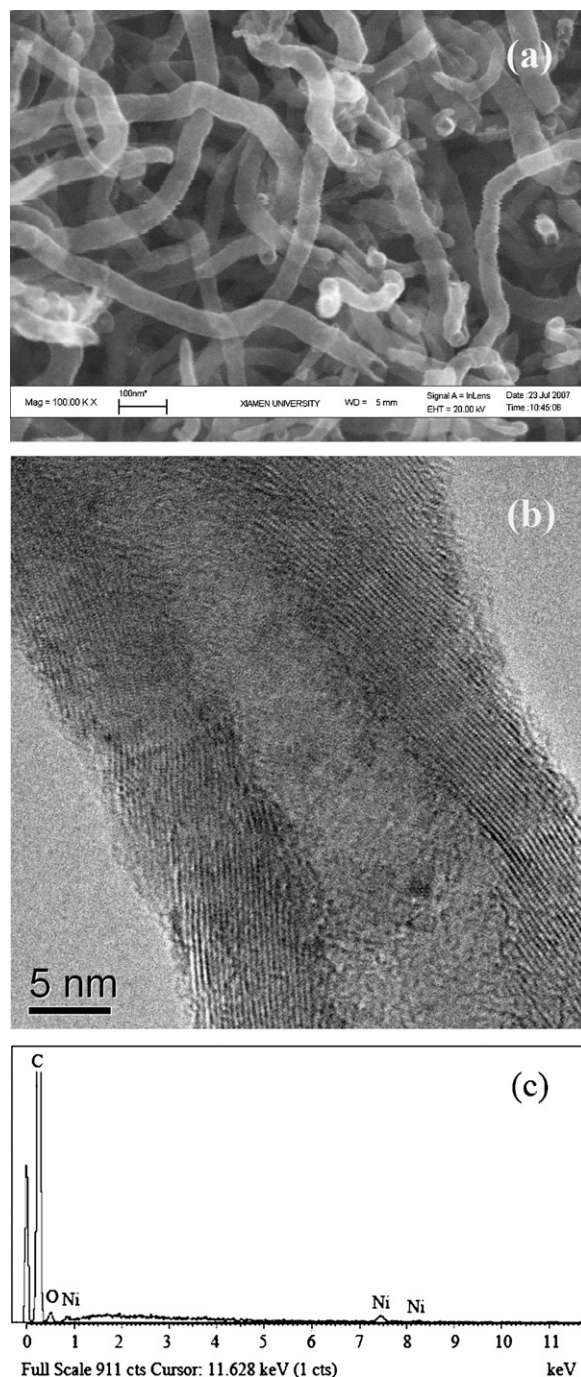 (a)
Mag = 100.00 K X 100nm* XIAMEN UNIVERSITY WD = 5 mm Signal A = InLens Date :23 Jul 2007
EHT = 20.00 kV Time :10:45:06
(b)
5 nm
C
(c)
O Ni Ni Ni
0 1 2 3 4 5 6 7 8 9 10 11
Full Scale 911 cts Cursor: 11.628 keV (1 cts) keV